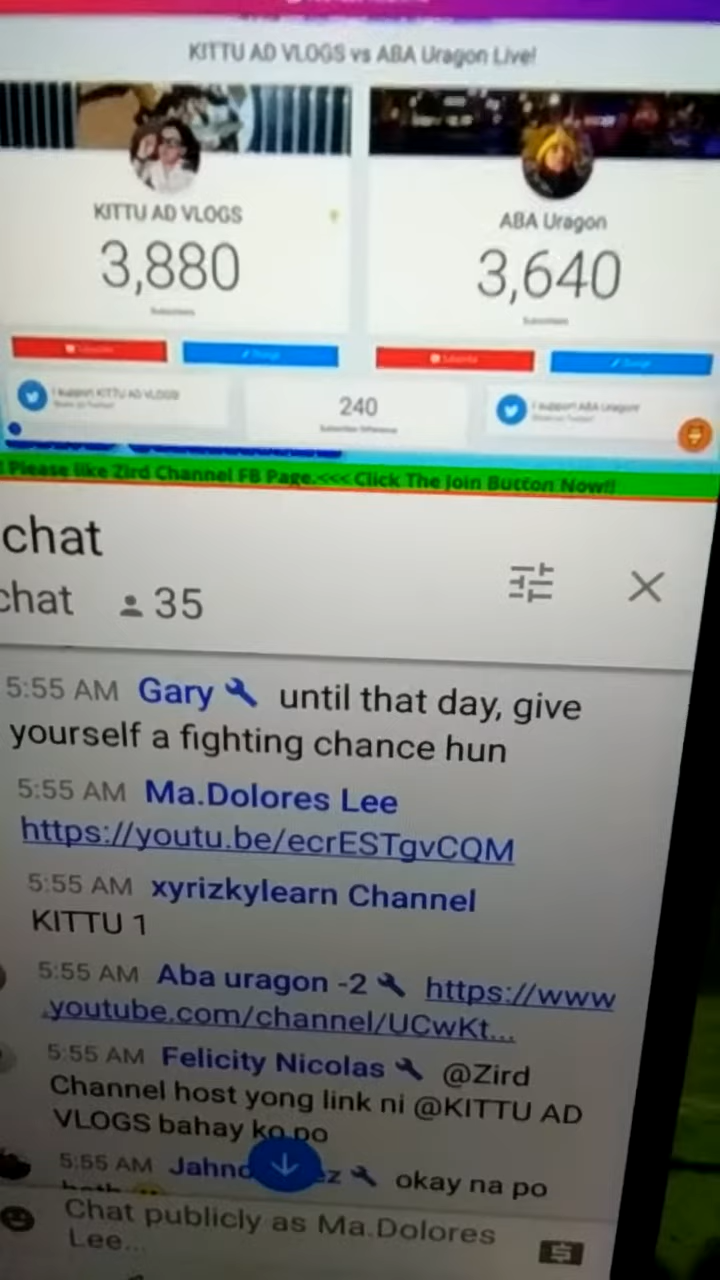 KITTU AD VLOGS vs ABA Uragon Live!
KITTU AD VLOGS
3,880
Subscribers
ABA Uragon
3,640
Subscribers
I support KITTU AD VLOGS!
240
Subscriber Difference
I support ABA Uragon!
Please like Zird Channel FB Page.<<< Click The Join Button Now!!
chat
chat 35
5:55 AM Gary until that day, give
yourself a fighting chance hun
5:55 AM Ma.Dolores Lee
https://youtu.be/ecrESTgvCQM
5:55 AM xyrizkylearn Channel
KITTU 1
5:55 AM Aba uragon -2 https://www
.youtube.com/channel/UCwKt...
5:55 AM Felicity Nicolas @Zird
Channel host yong link ni @KITTU AD
VLOGS bahay ko po
5:55 AM okay na po
Chat publicly as Ma.Dolores
Lee...